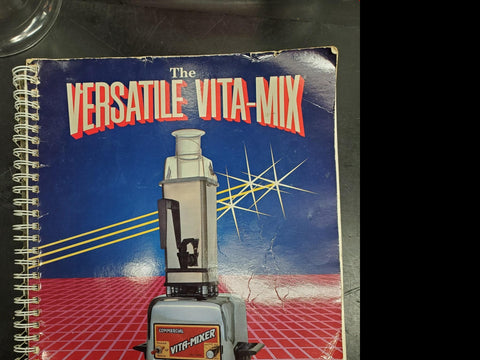 The
VERSATILE VITA-MIX
COMMERCIAL
VITA-MIXER